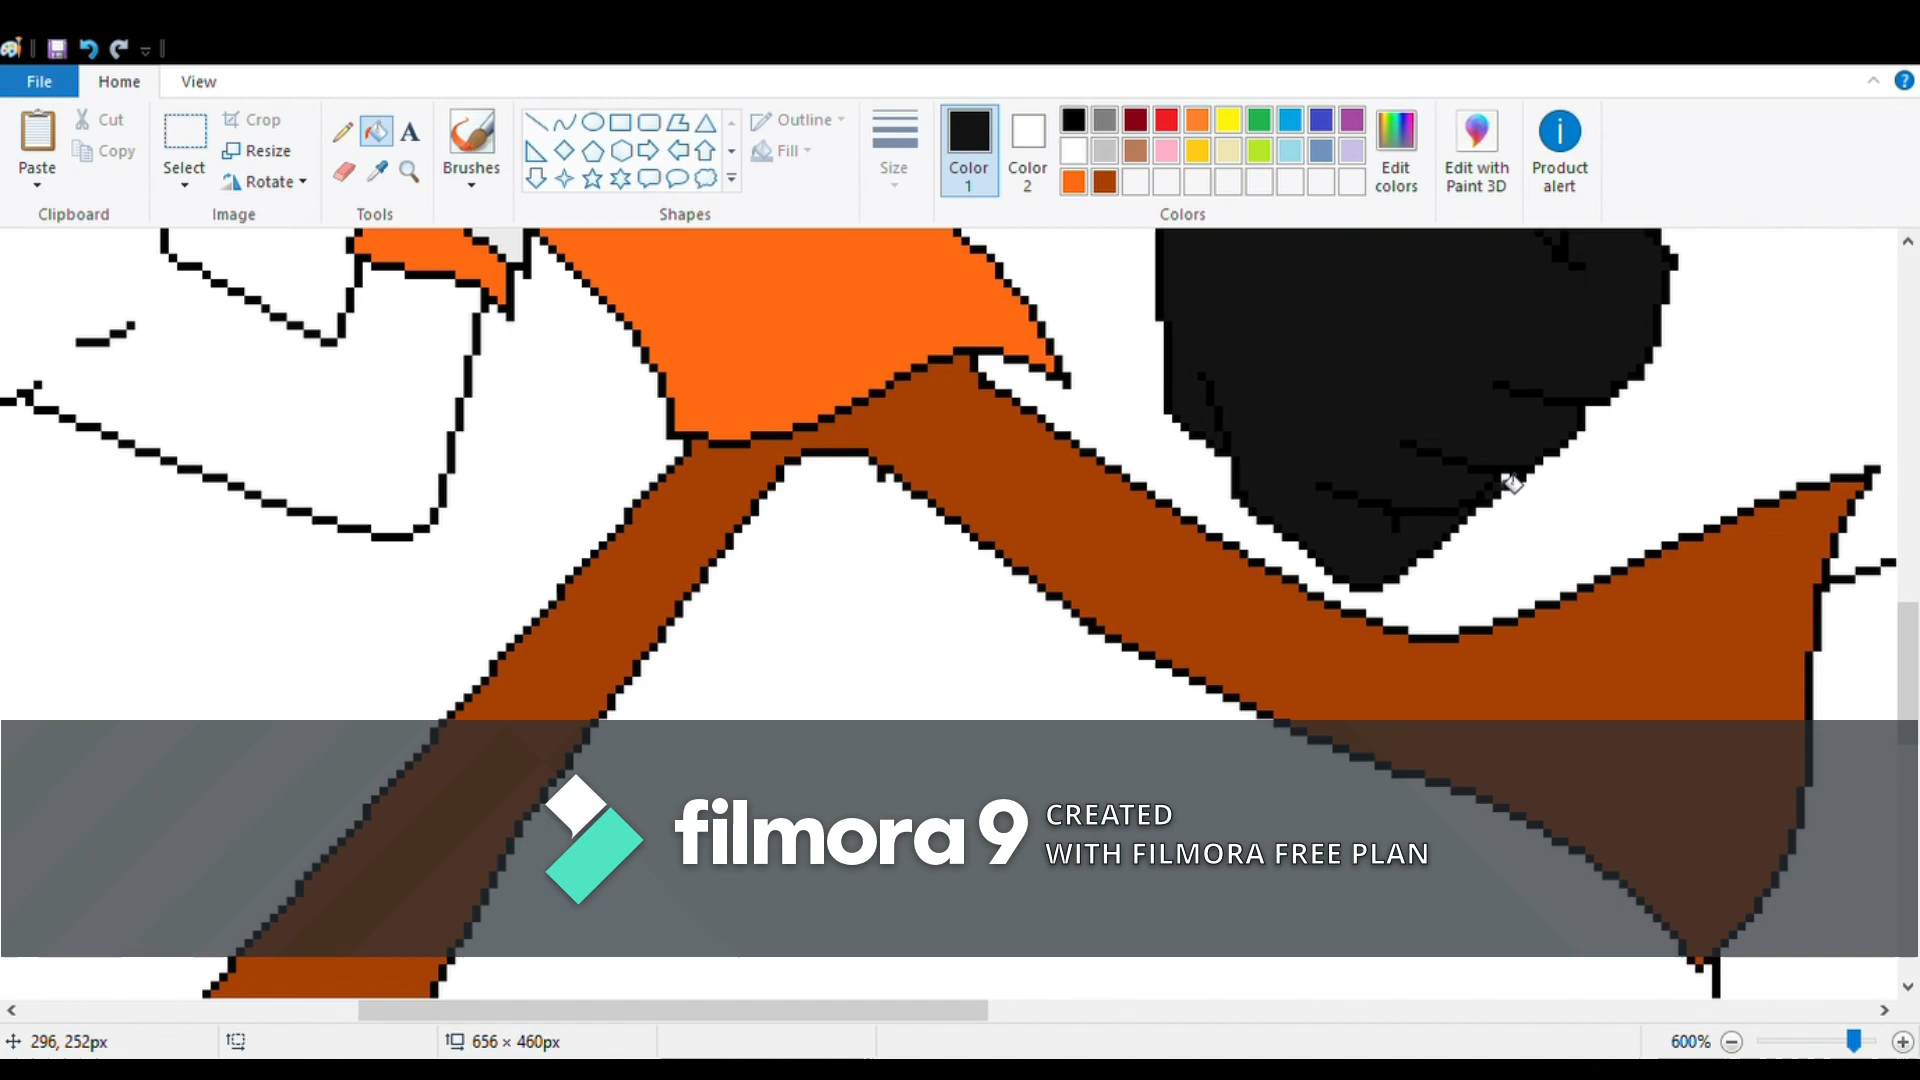 File Home View
Paste
Cut
Copy
Clipboard
Select
Crop
Resize
Rotate
Image
A
Tools
Brushes
Outline
Fill
Shapes
Size
Color
1
Color
2
Edit
colors
Colors
Edit with
Paint 3D
Product
alert
filmora9
CREATED
WITH FILMORA FREE PLAN
296, 252px
656 × 460px
600%